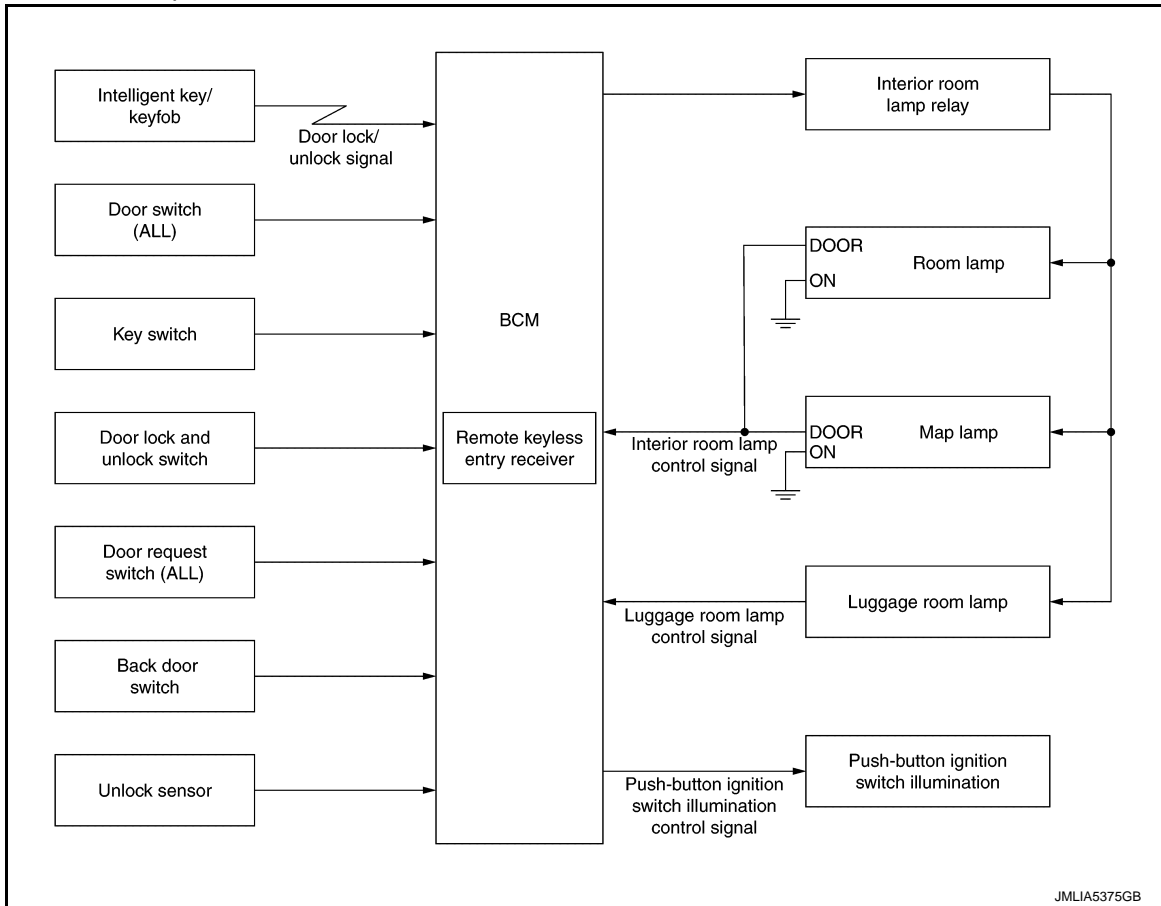 Intelligent key/
keyfob
Door lock/
unlock signal
Door switch
(ALL)
Key switch
Door lock and
unlock switch
Door request
switch (ALL)
Back door
switch
Unlock sensor
BCM
Remote keyless
entry receiver
Interior room
lamp relay
DOOR
ON
Room lamp
DOOR
ON
Map lamp
Interior room lamp
control signal
Luggage room lamp
Luggage room lamp
control signal
Push-button ignition
switch illumination
Push-button ignition
switch illumination
control signal
JMLIA5375GB